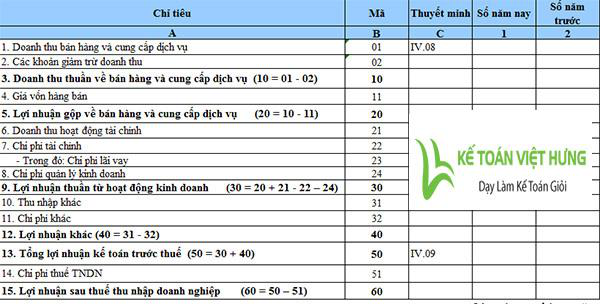 Chỉ tiêu Mã Thuyết minh Số năm nay Số năm trước
A B C 1 2
1. Doanh thu bán hàng và cung cấp dịch vụ 01 IV.08
2. Các khoản giảm trừ doanh thu 02
3. Doanh thu thuần về bán hàng và cung cấp dịch vụ (10 = 01 - 02) 10
4. Giá vốn hàng bán 11
5. Lợi nhuận gộp về bán hàng và cung cấp dịch vụ (20 = 10 - 11) 20
6. Doanh thu hoạt động tài chính 21
7. Chi phí tài chính 22
- Trong đó: Chi phí lãi vay 23
8. Chi phí quản lý kinh doanh 24
9. Lợi nhuận thuần từ hoạt động kinh doanh (30 = 20 + 21 - 22 – 24) 30
10. Thu nhập khác 31
11. Chi phí khác 32
12. Lợi nhuận khác (40 = 31 - 32) 40
13. Tổng lợi nhuận kế toán trước thuế (50 = 30 + 40) 50 IV.09
14. Chi phí thuế TNDN 51
15. Lợi nhuận sau thuế thu nhập doanh nghiệp (60 = 50 – 51) 60
KẾ TOÁN VIỆT HƯNG
Dạy Làm Kế Toán Giỏi